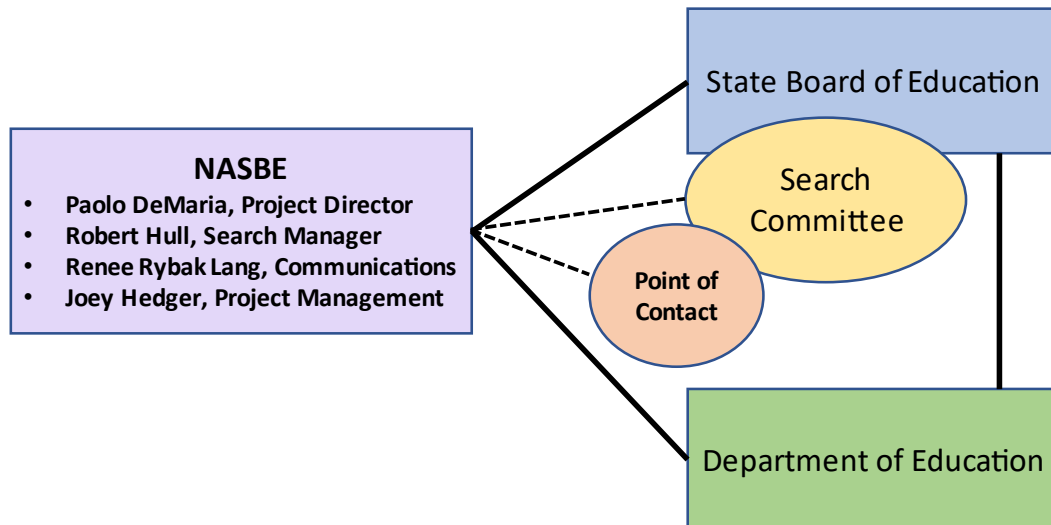 NASBE
• Paolo DeMaria, Project Director
• Robert Hull, Search Manager
• Renee Rybak Lang, Communications
• Joey Hedger, Project Management
State Board of Education
Search
Committee
Point of
Contact
Department of Education